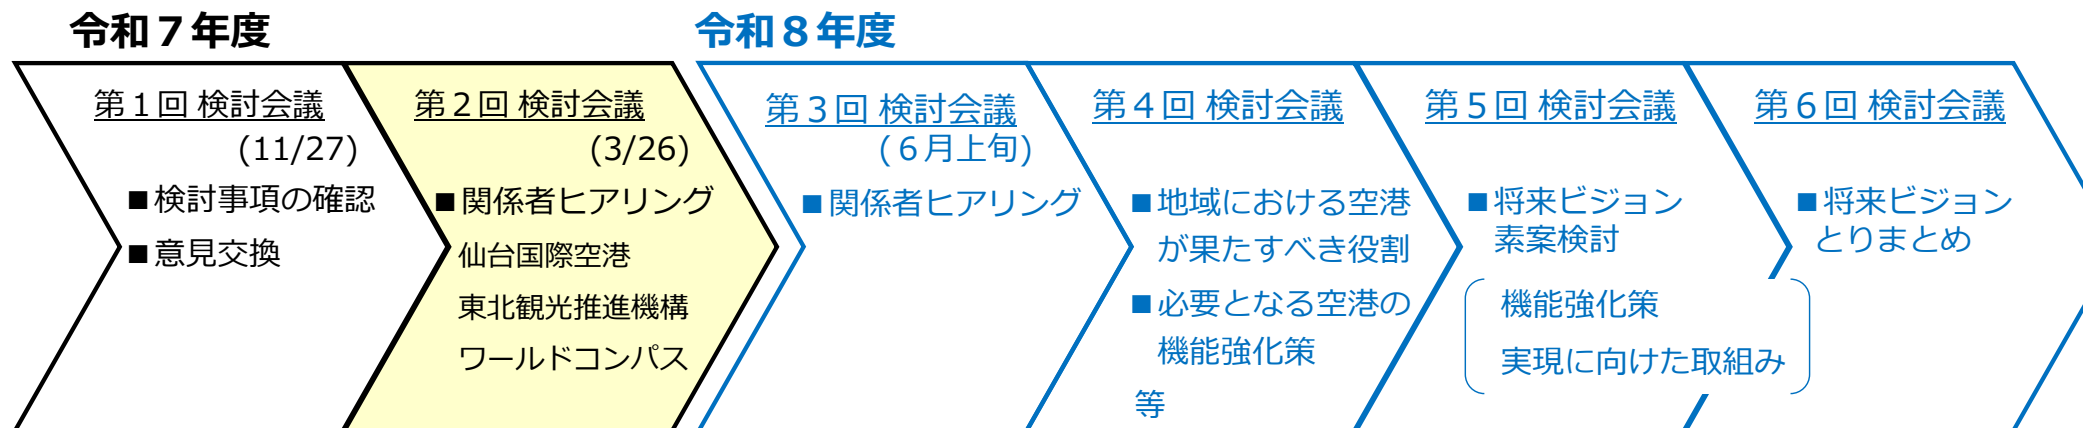 令和７年度
第１回 検討会議
(11/27)
■検討事項の確認
■意見交換
第２回 検討会議
(3/26)
■関係者ヒアリング
仙台国際空港
東北観光推進機構
ワールドコンパス
令和８年度
第３回 検討会議
(６月上旬)
■関係者ヒアリング
第４回 検討会議
■地域における空港
が果たすべき役割
■必要となる空港の
機能強化策
等
第５回 検討会議
■将来ビジョン
素案検討
機能強化策
実現に向けた取組み
第６回 検討会議
■将来ビジョン
とりまとめ